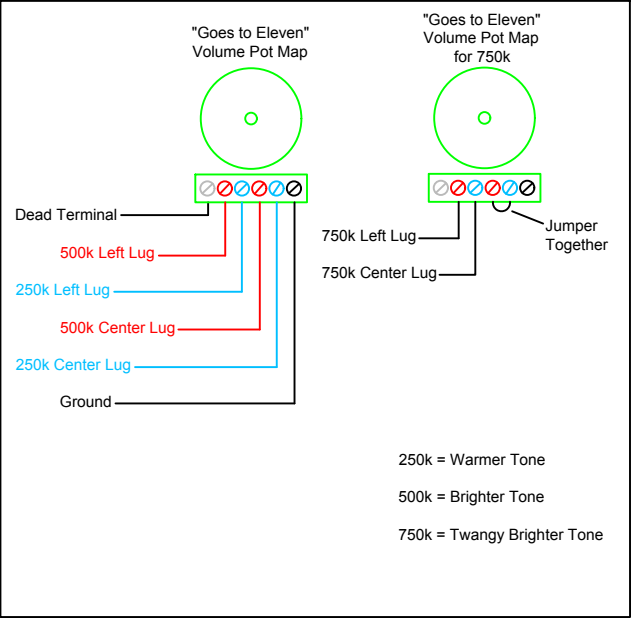 "Goes to Eleven"
Volume Pot Map
Dead Terminal
500k Left Lug
250k Left Lug
500k Center Lug
250k Center Lug
Ground
"Goes to Eleven"
Volume Pot Map
for 750k
750k Left Lug
750k Center Lug
Jumper
Together
250k = Warmer Tone
500k = Brighter Tone
750k = Twangy Brighter Tone